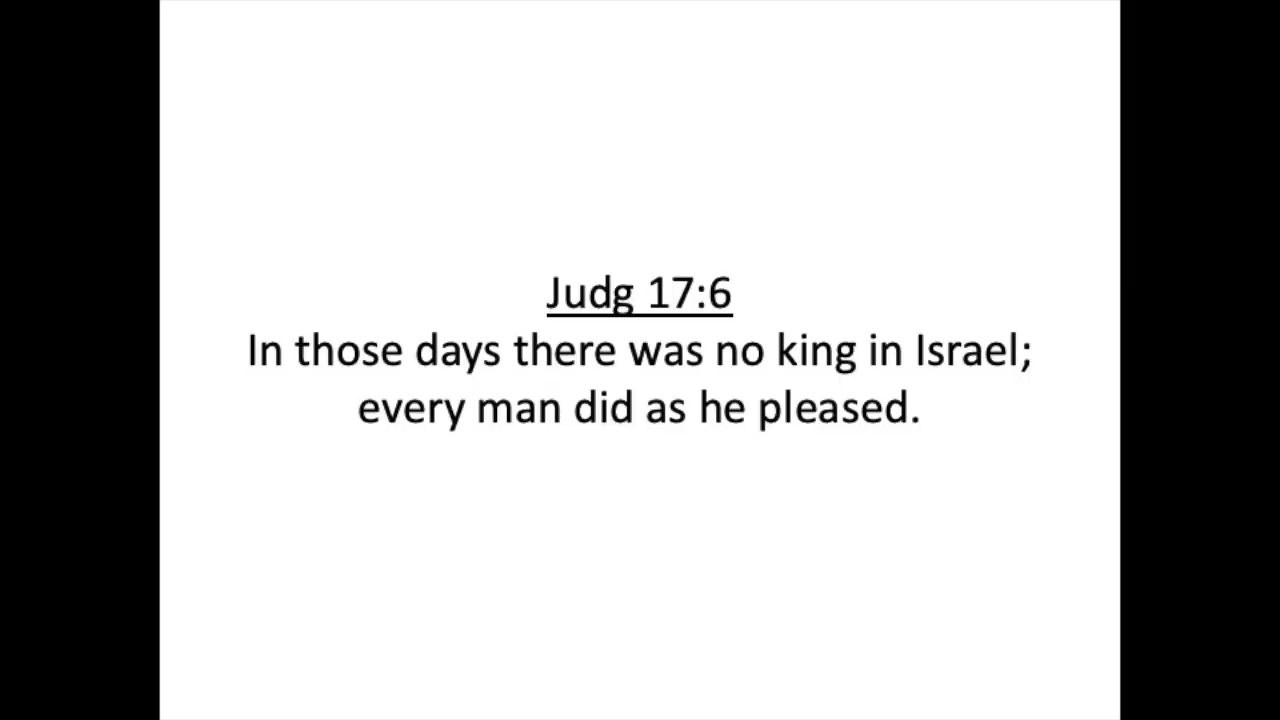 Judg 17:6
In those days there was no king in Israel;
every man did as he pleased.